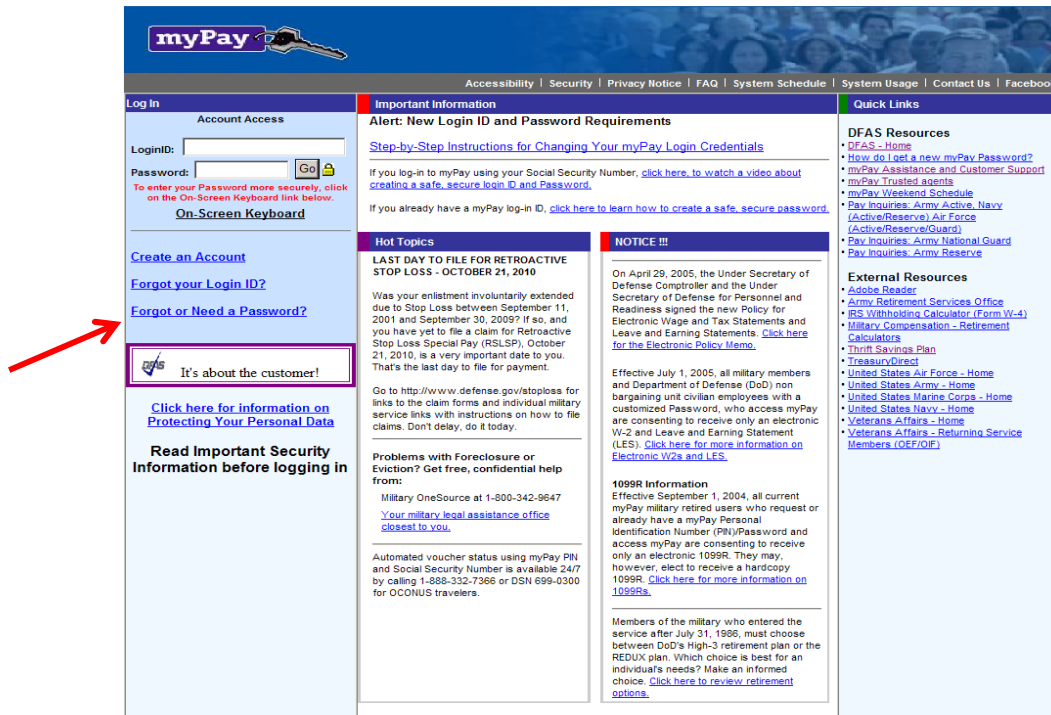 myPay
Accessibility | Security | Privacy Notice | FAQ | System Schedule | System Usage | Contact Us | Faceboo
Log In
Account Access
LoginID:
Password: Go
To enter your Password more securely, click
on the On-Screen Keyboard link below.
On-Screen Keyboard
Create an Account
Forgot your Login ID?
Forgot or Need a Password?
DFAS It's about the customer!
Click here for information on
Protecting Your Personal Data
Read Important Security
Information before logging in
Important Information
Alert: New Login ID and Password Requirements
Step-by-Step Instructions for Changing Your myPay Login Credentials
If you log-in to myPay using your Social Security Number, click here, to watch a video about
creating a safe, secure login ID and Password.
If you already have a myPay log-in ID, click here to learn how to create a safe, secure password.
Hot Topics
LAST DAY TO FILE FOR RETROACTIVE
STOP LOSS - OCTOBER 21, 2010
Was your enlistment involuntarily extended
due to Stop Loss between September 11,
2001 and September 30, 2009? If so, and
you have yet to file a claim for Retroactive
Stop Loss Special Pay (RSLSP), October
21, 2010, is a very important date to you.
That's the last day to file for payment.
Go to http://www.defense.gov/stoploss for
links to the claim forms and individual military
service links with instructions on how to file
claims. Don't delay, do it today.
Problems with Foreclosure or
Eviction? Get free, confidential help
from:
Military OneSource at 1-800-342-9647
Your military legal assistance office
closest to you.
Automated voucher status using myPay PIN
and Social Security Number is available 24/7
by calling 1-888-332-7366 or DSN 699-0300
for OCONUS travelers.
NOTICE !!!
On April 29, 2005, the Under Secretary of
Defense Comptroller and the Under
Secretary of Defense for Personnel and
Readiness signed the new Policy for
Electronic Wage and Tax Statements and
Leave and Earning Statements. Click here
for the Electronic Policy Memo.
Effective July 1, 2005, all military members
and Department of Defense (DoD) non
bargaining unit civilian employees with a
customized Password, who access myPay
are consenting to receive only an electronic
W-2 and Leave and Earning Statement
(LES). Click here for more information on
Electronic W2s and LES.
1099R Information
Effective September 1, 2004, all current
myPay military retired users who request or
already have a myPay Personal
Identification Number (PIN)/Password and
access myPay are consenting to receive
only an electronic 1099R. They may,
however, elect to receive a hardcopy
1099R. Click here for more information on
1099Rs.
Members of the military who entered the
service after July 31, 1986, must choose
between DoD's High-3 retirement plan or the
REDUX plan. Which choice is best for an
individual's needs? Make an informed
choice. Click here to review retirement
options.
Quick Links
DFAS Resources
• DFAS - Home
• How do I get a new myPay Password?
• myPay Assistance and Customer Support
• myPay Trusted agents
• myPay Weekend Schedule
• Pay Inquiries: Army Active, Navy
(Active/Reserve) Air Force
(Active/Reserve/Guard)
• Pay Inquiries: Army National Guard
• Pay Inquiries: Army Reserve
External Resources
• Adobe Reader
• Army Retirement Services Office
• IRS Withholding Calculator (Form W-4)
• Military Compensation - Retirement
Calculators
• Thrift Savings Plan
• TreasuryDirect
• United States Air Force - Home
• United States Army - Home
• United States Marine Corps - Home
• United States Navy - Home
• Veterans Affairs - Home
• Veterans Affairs - Returning Service
Members (OEF/OIF)